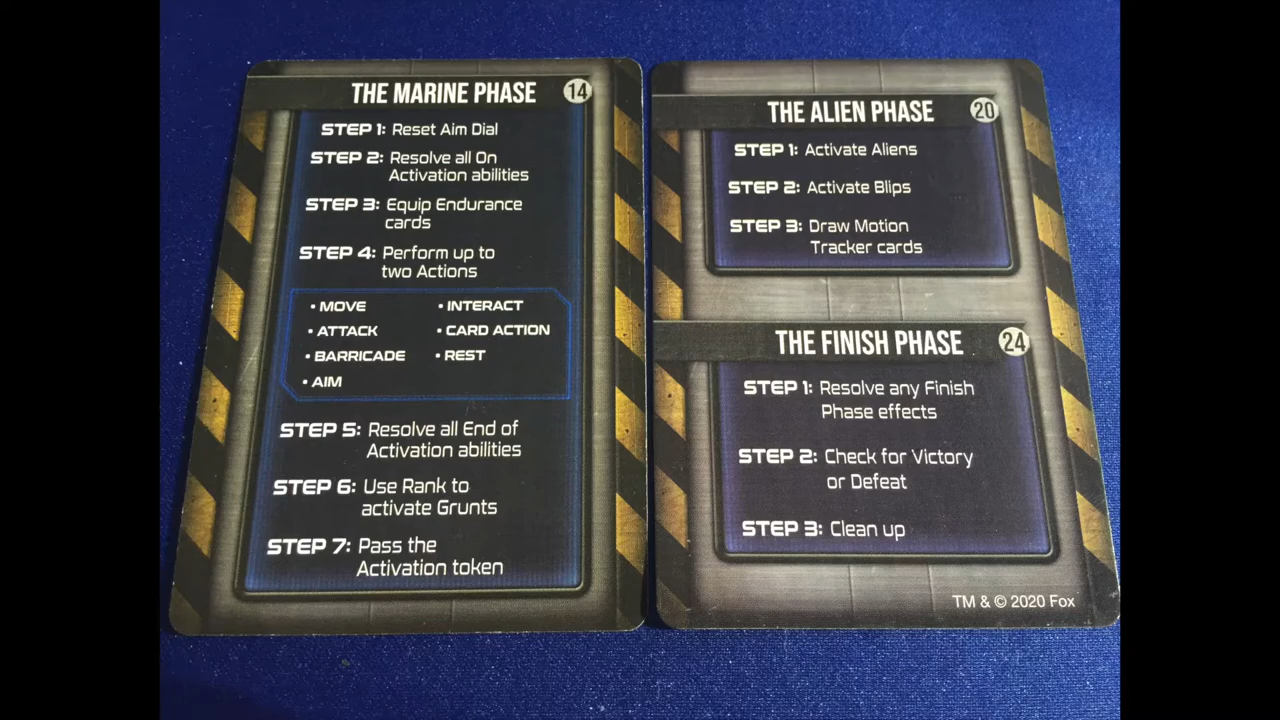 THE MARINE PHASE 14
STEP 1: Reset Aim Dial
STEP 2: Resolve all On
Activation abilities
STEP 3: Equip Endurance
cards
STEP 4: Perform up to
two Actions
• MOVE
• ATTACK
• BARRICADE
• AIM
• INTERACT
• CARD ACTION
• REST
STEP 5: Resolve all End of
Activation abilities
STEP 6: Use Rank to
activate Grunts
STEP 7: Pass the
Activation token
THE ALIEN PHASE 20
STEP 1: Activate Aliens
STEP 2: Activate Blips
STEP 3: Draw Motion
Tracker cards
THE FINISH PHASE 24
STEP 1: Resolve any Finish
Phase effects
STEP 2: Check for Victory
or Defeat
STEP 3: Clean up
TM & © 2020 Fox